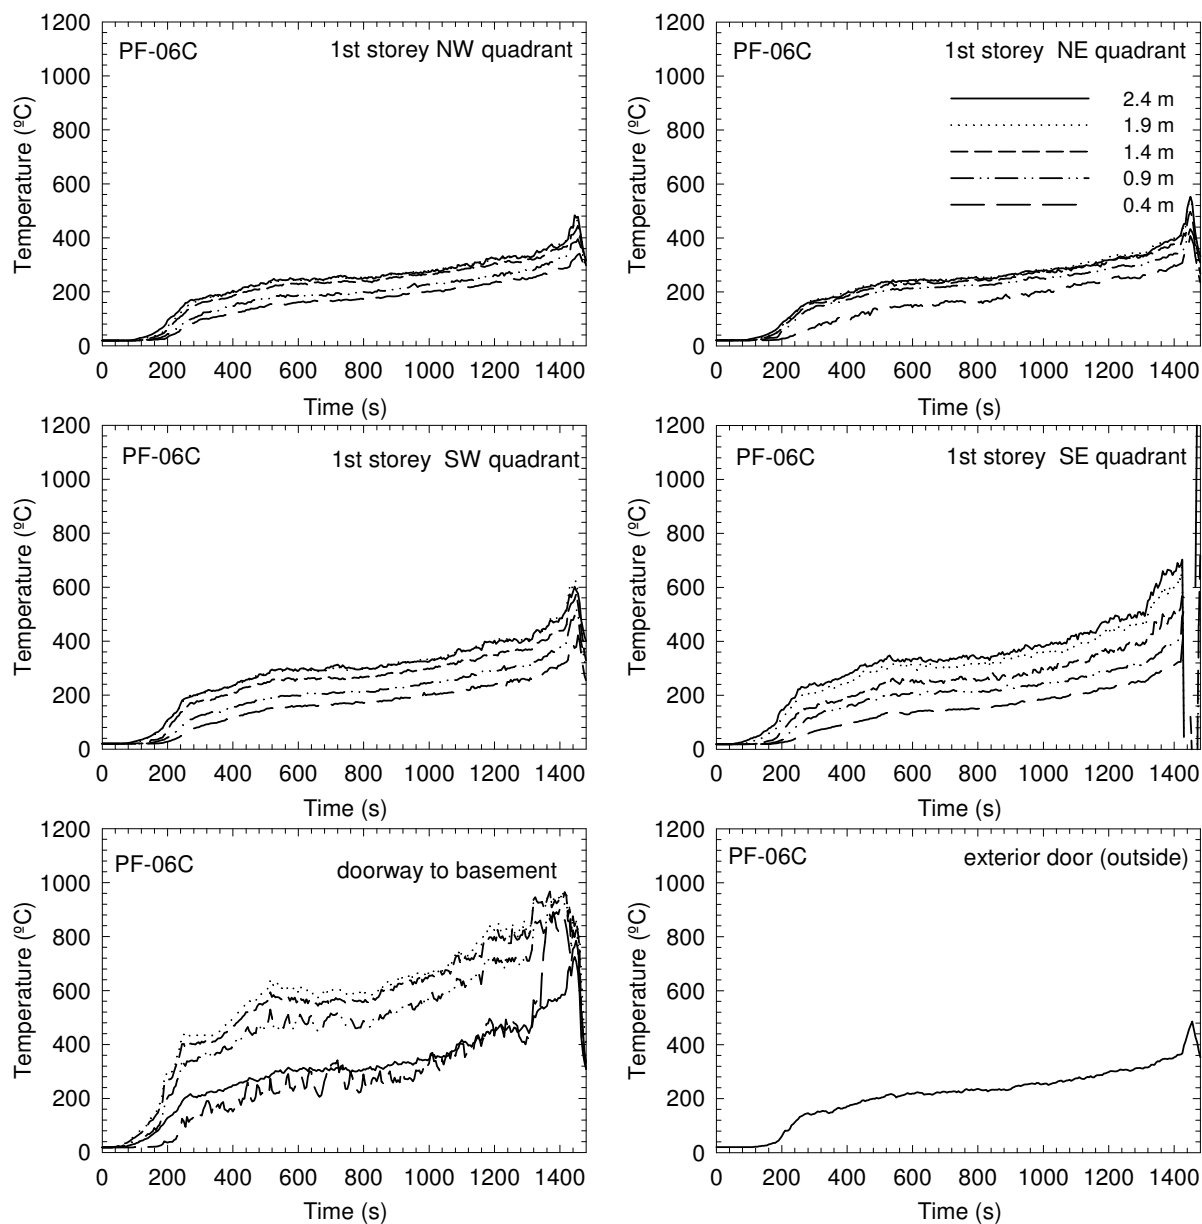 PF-06C 1st storey NW quadrant
Temperature (ºC)
1200
1000
800
600
400
200
0
0 200 400 600 800 1000 1200 1400
Time (s)
PF-06C 1st storey NE quadrant
2.4 m
1.9 m
1.4 m
0.9 m
0.4 m
Temperature (ºC)
1200
1000
800
600
400
200
0
0 200 400 600 800 1000 1200 1400
Time (s)
PF-06C 1st storey SW quadrant
Temperature (ºC)
1200
1000
800
600
400
200
0
0 200 400 600 800 1000 1200 1400
Time (s)
PF-06C 1st storey SE quadrant
Temperature (ºC)
1200
1000
800
600
400
200
0
0 200 400 600 800 1000 1200 1400
Time (s)
PF-06C doorway to basement
Temperature (ºC)
1200
1000
800
600
400
200
0
0 200 400 600 800 1000 1200 1400
Time (s)
PF-06C exterior door (outside)
Temperature (ºC)
1200
1000
800
600
400
200
0
0 200 400 600 800 1000 1200 1400
Time (s)